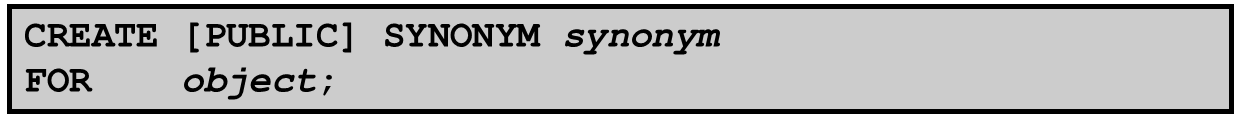 CREATE [PUBLIC] SYNONYM synonym
FOR object;